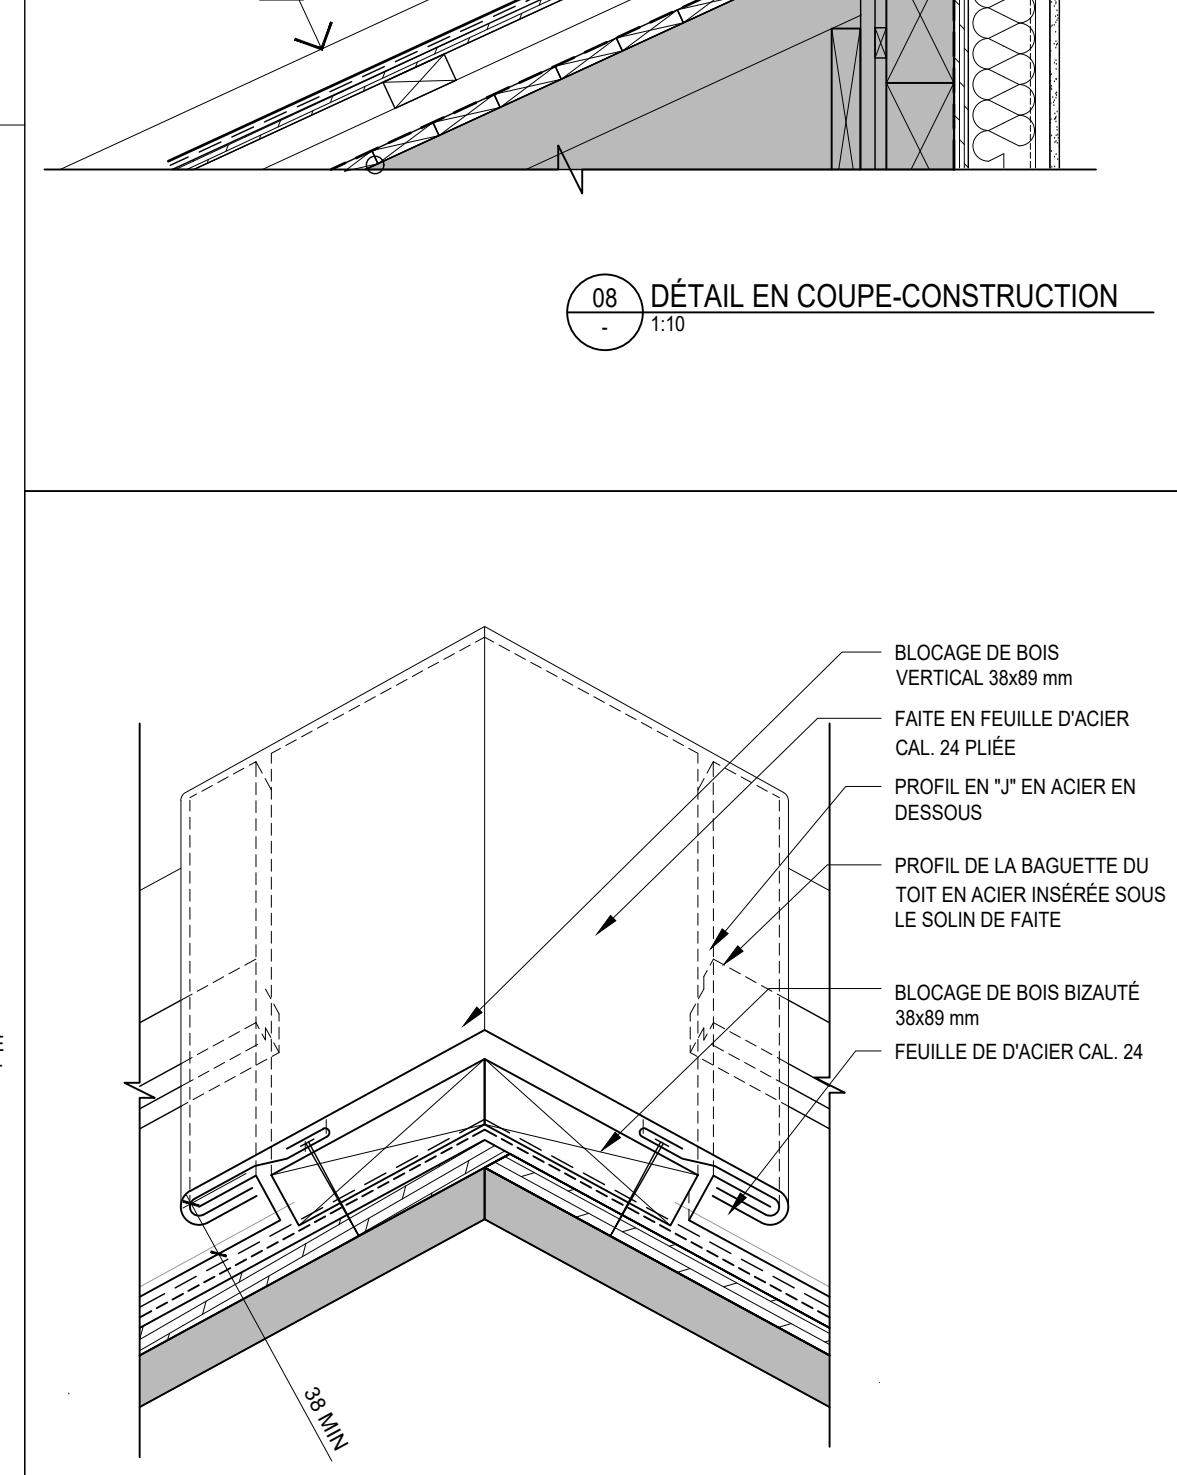 08
-
DÉTAIL EN COUPE-CONSTRUCTION
1:10
BLOCAGE DE BOIS
VERTICAL 38x89 mm
FAITE EN FEUILLE D'ACIER
CAL. 24 PLIÉE
PROFIL EN "J" EN ACIER EN
DESSOUS
PROFIL DE LA BAGUETTE DU
TOIT EN ACIER INSÉRÉE SOUS
LE SOLIN DE FAITE
BLOCAGE DE BOIS BIZAUTÉ
38x89 mm
FEUILLE DE D'ACIER CAL. 24
38 MIN